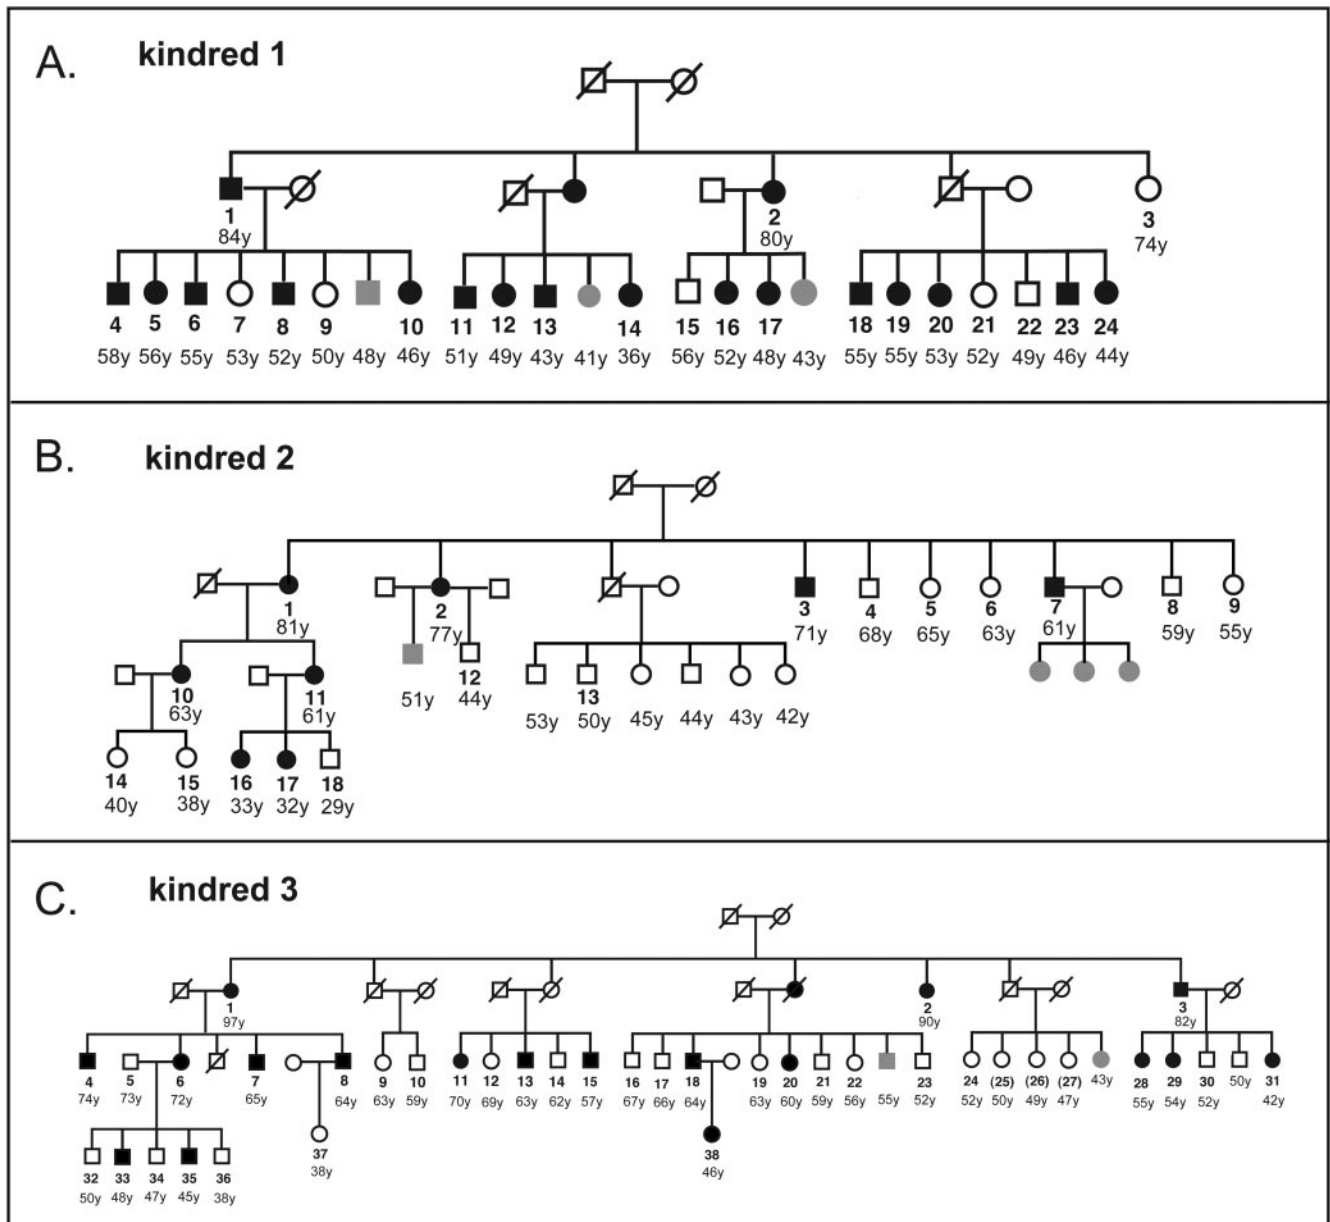 A. kindred 1
1 2 3
84y 80y 74y
4 5 6 7 8 9 10 11 12 13 14 15 16 17 18 19 20 21 22 23 24
58y 56y 55y 53y 52y 50y 48y 46y 51y 49y 43y 41y 36y 56y 52y 48y 43y 55y 55y 53y 52y 49y 46y 44y
B. kindred 2
1 2 3 4 5 6 7 8 9
81y 77y 71y 68y 65y 63y 61y 59y 55y
10 11 12 13
63y 61y 51y 44y 53y 50y 45y 44y 43y 42y
14 15 16 17 18
40y 38y 33y 32y 29y
C. kindred 3
1 2 3
97y 90y 82y
4 5 6 7 8 9 10 11 12 13 14 15 16 17 18 19 20 21 22 23 24 (25) (26) (27) 28 29 30 31
74y 73y 72y 65y 64y 63y 59y 70y 69y 63y 62y 57y 67y 66y 64y 63y 60y 59y 56y 55y 52y 52y 50y 49y 47y 43y 55y 54y 52y 50y 42y
37 38
38y 46y
32 33 34 35 36
50y 48y 47y 45y 38y